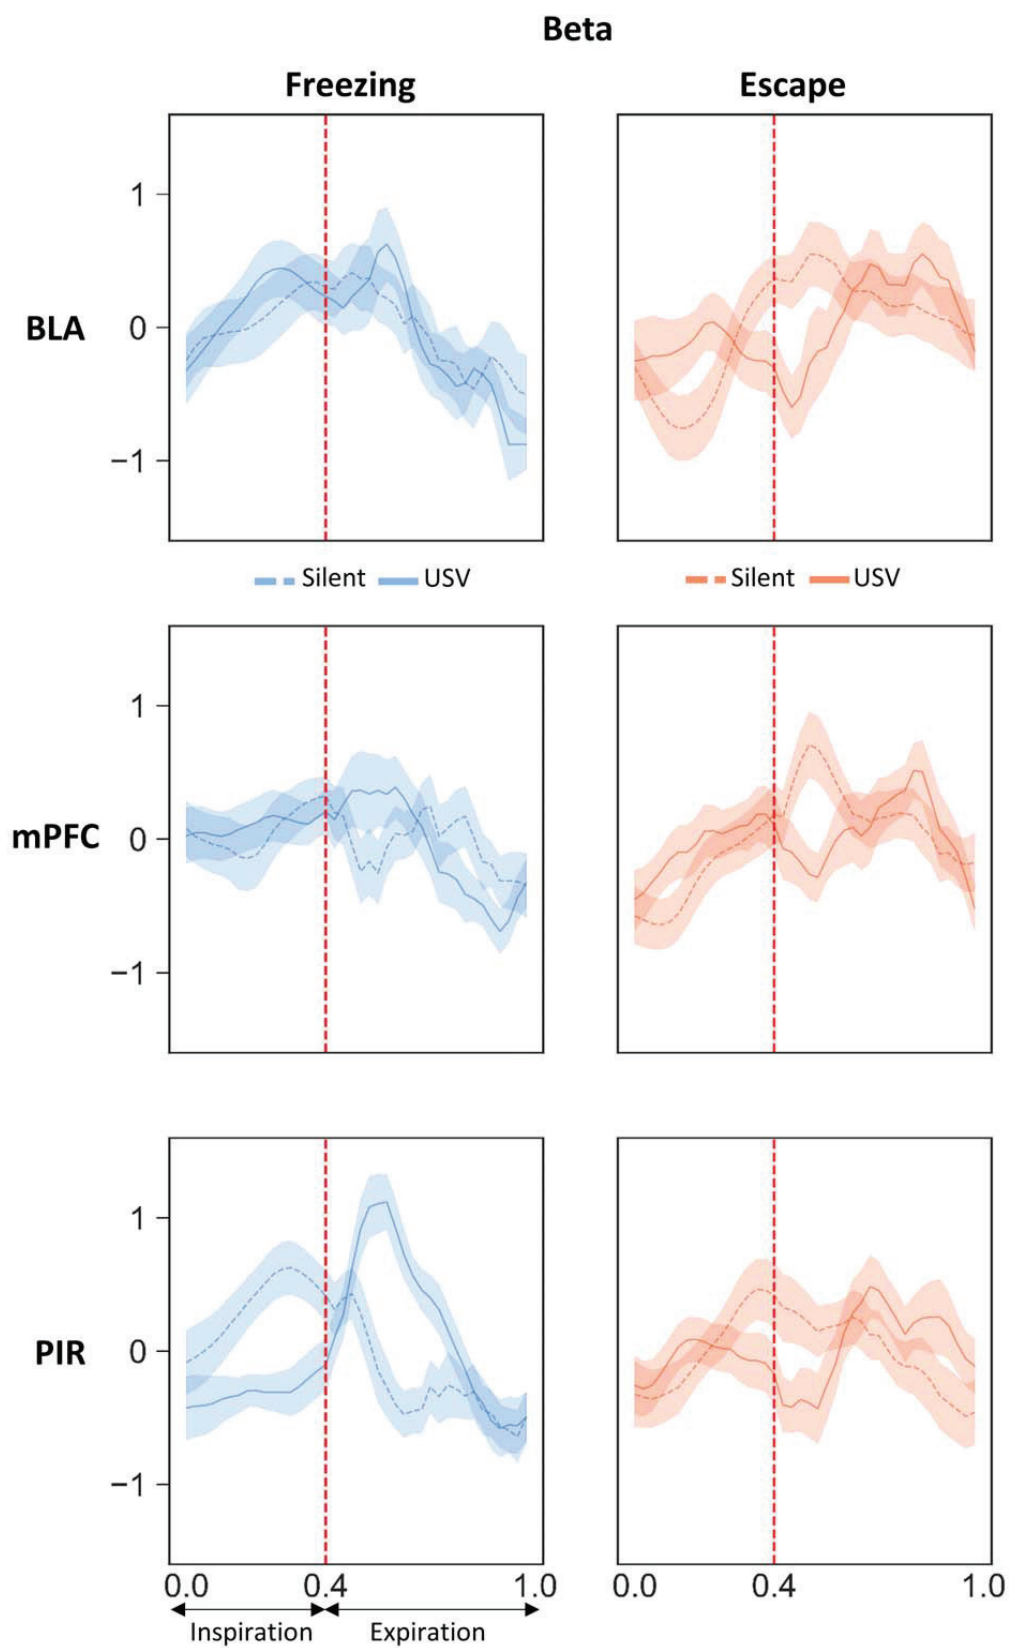 Beta
Freezing Escape
BLA
1
0
−1
Silent USV Silent USV
mPFC
1
0
−1
PIR
1
0
−1
0.0 0.4 1.0 0.0 0.4 1.0
Inspiration Expiration